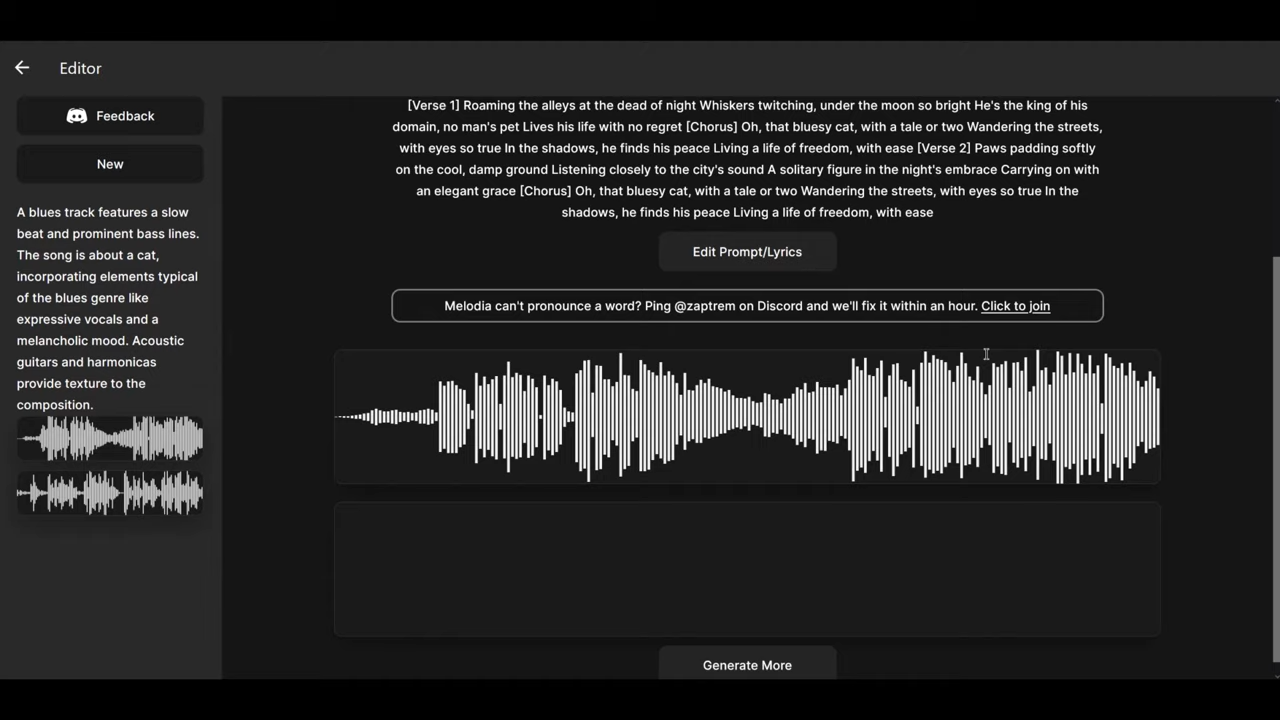 Editor
Feedback
New
A blues track features a slow
beat and prominent bass lines.
The song is about a cat,
incorporating elements typical
of the blues genre like
expressive vocals and a
melancholic mood. Acoustic
guitars and harmonicas
provide texture to the
composition.
[Verse 1] Roaming the alleys at the dead of night Whiskers twitching, under the moon so bright He's the king of his
domain, no man's pet Lives his life with no regret [Chorus] Oh, that bluesy cat, with a tale or two Wandering the streets,
with eyes so true In the shadows, he finds his peace Living a life of freedom, with ease [Verse 2] Paws padding softly
on the cool, damp ground Listening closely to the city's sound A solitary figure in the night's embrace Carrying on with
an elegant grace [Chorus] Oh, that bluesy cat, with a tale or two Wandering the streets, with eyes so true In the
shadows, he finds his peace Living a life of freedom, with ease
Edit Prompt/Lyrics
Melodia can't pronounce a word? Ping @zaptrem on Discord and we'll fix it within an hour. Click to join
Generate More